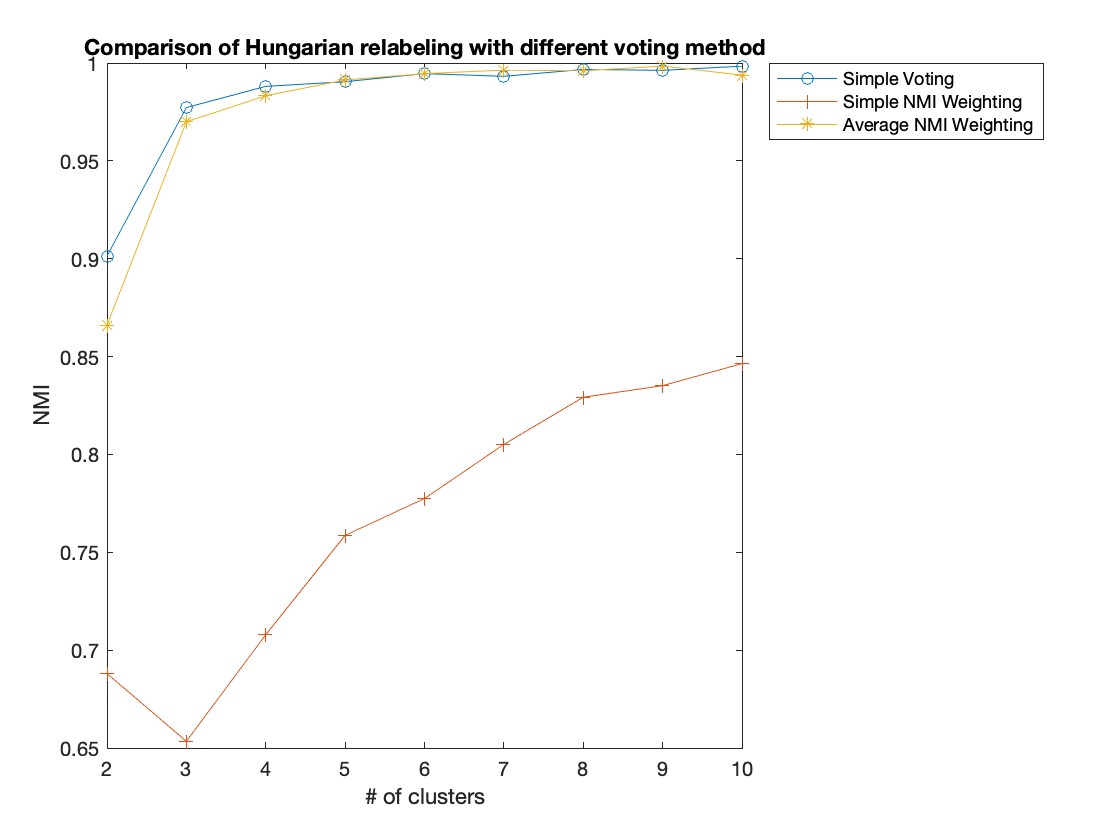 Comparison of Hungarian relabeling with different voting method
1
0.95
0.9
0.85
0.8
0.75
0.7
0.65
NMI
2 3 4 5 6 7 8 9 10
# of clusters
Simple Voting
Simple NMI Weighting
Average NMI Weighting